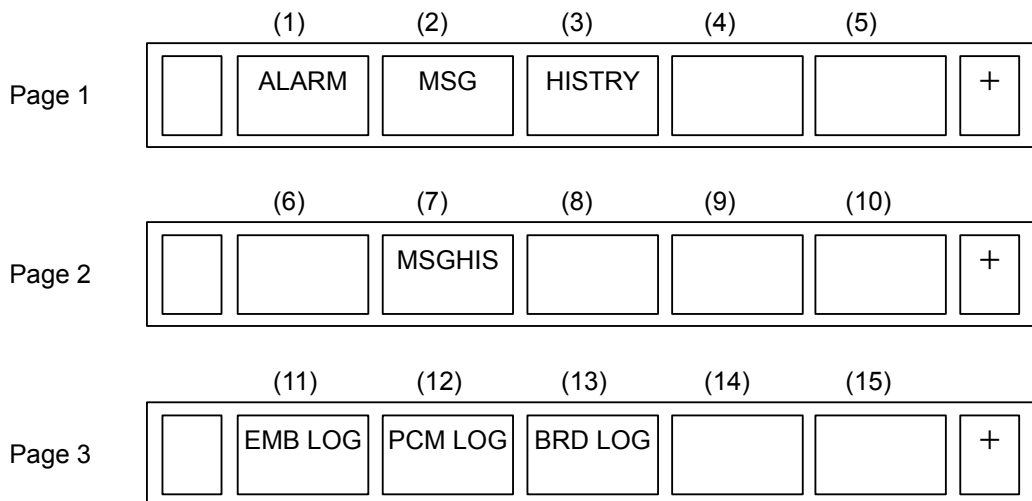 (1) (2) (3) (4) (5)
Page 1 ALARM MSG HISTRY +
(6) (7) (8) (9) (10)
Page 2 MSGHIS +
(11) (12) (13) (14) (15)
Page 3 EMB LOG PCM LOG BRD LOG +